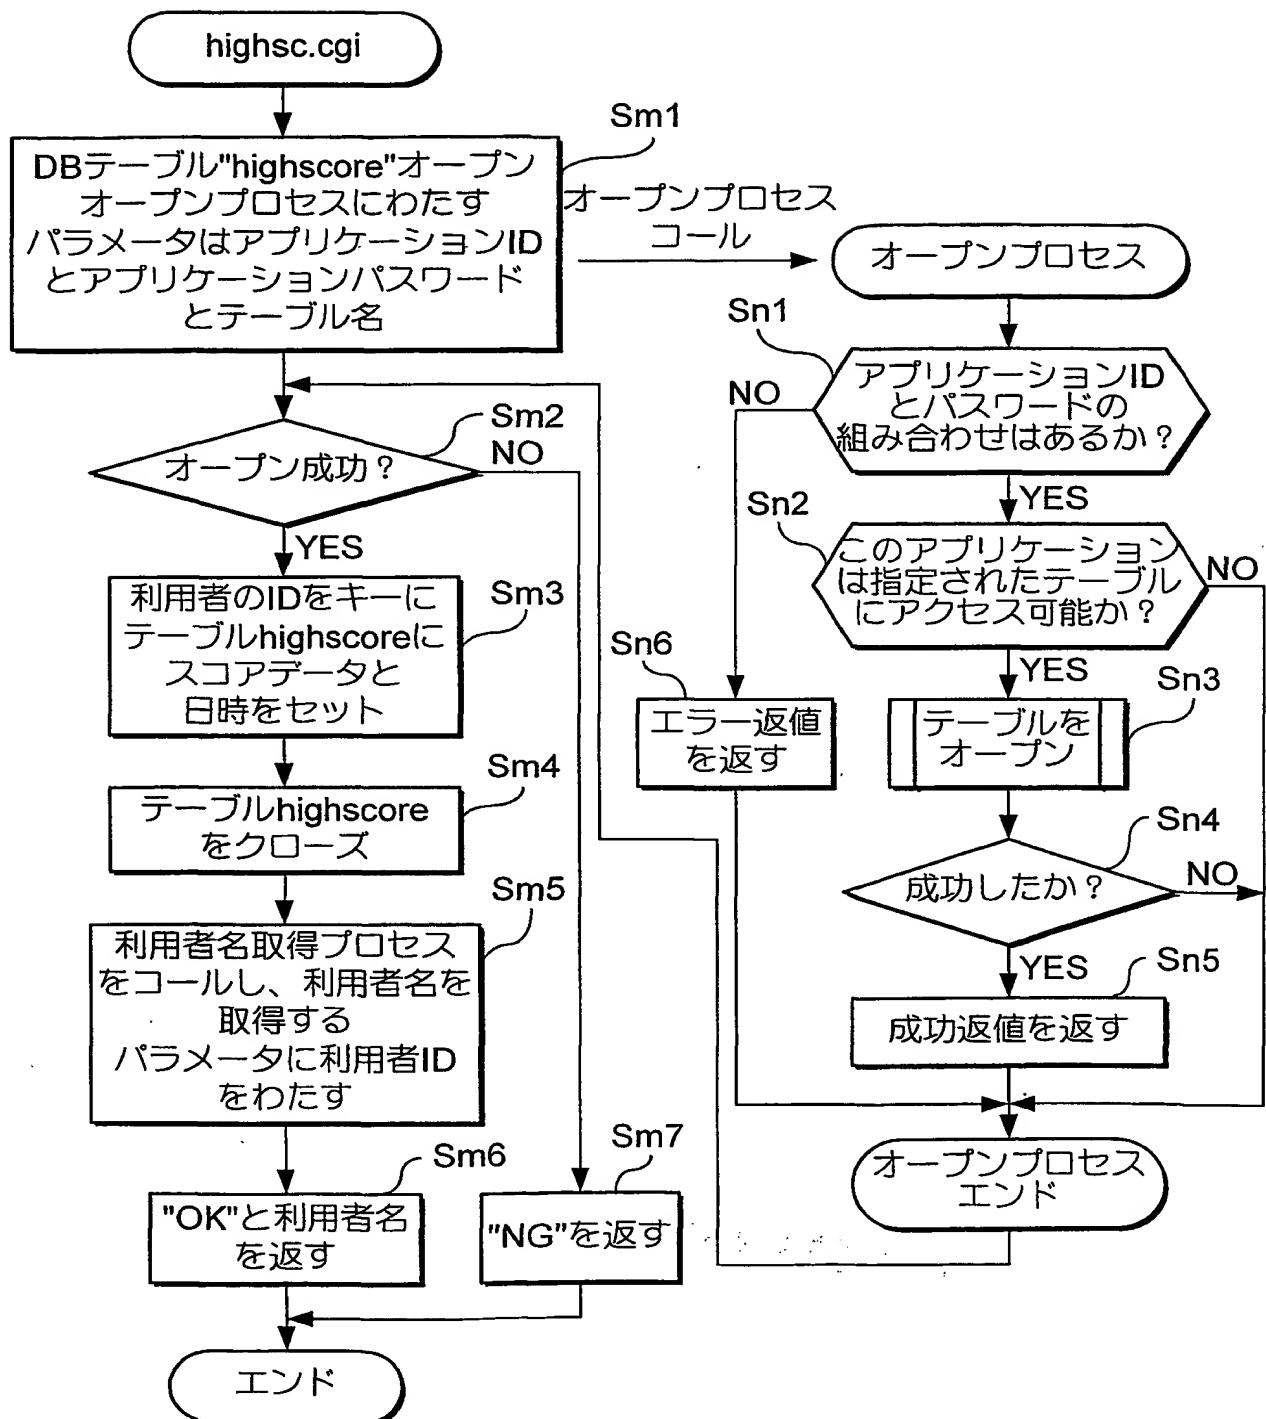 highsc.cgi
Sm1
DBテーブル"highscore"オープン
オープンプロセスにわたす
パラメータはアプリケーションID
とアプリケーションパスワード
とテーブル名
オープンプロセス
コール
オープンプロセス
Sn1
アプリケーションID
とパスワードの
組み合わせはあるか？
NO
YES
Sm2
オープン成功？
NO
YES
Sn2
このアプリケーション
は指定されたテーブル
にアクセス可能か？
NO
YES
Sm3
利用者のIDをキーに
テーブルhighscoreに
スコアデータと
日時をセット
Sn6
エラー返値
を返す
Sn3
テーブルを
オープン
Sm4
テーブルhighscore
をクローズ
Sn4
成功したか？
NO
YES
Sm5
利用者名取得プロセス
をコールし、利用者名を
取得する
パラメータに利用者ID
をわたす
Sn5
成功返値を返す
Sm6
"OK"と利用者名
を返す
Sm7
"NG"を返す
オープンプロセス
エンド
エンド